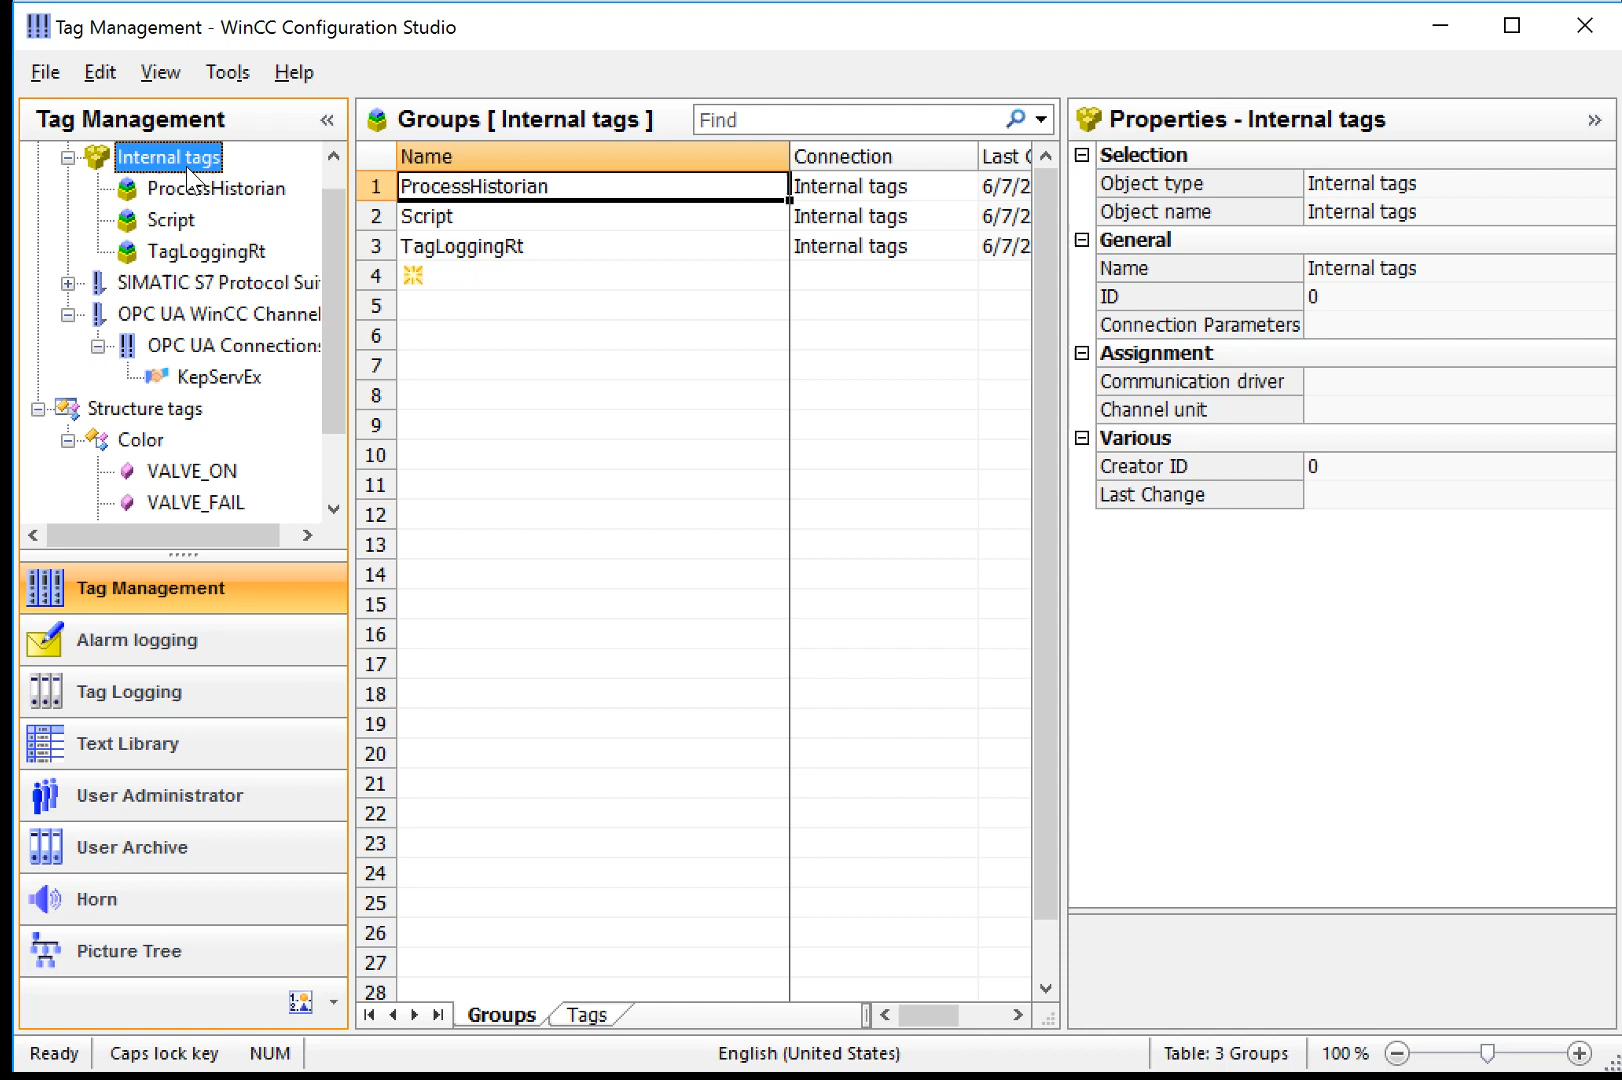 Tag Management - WinCC Configuration Studio
File Edit View Tools Help
Tag Management «
Internal tags
ProcessHistorian
Script
TagLoggingRt
SIMATIC S7 Protocol Sui
OPC UA WinCC Channel
OPC UA Connections
KepServEx
Structure tags
Color
VALVE_ON
VALVE_FAIL
Tag Management
Alarm logging
Tag Logging
Text Library
User Administrator
User Archive
Horn
Picture Tree
Groups [ Internal tags ] Find
Name Connection Last C
1 ProcessHistorian Internal tags 6/7/2
2 Script Internal tags 6/7/2
3 TagLoggingRt Internal tags 6/7/2
4
5
6
7
8
9
10
11
12
13
14
15
16
17
18
19
20
21
22
23
24
25
26
27
28
Groups Tags
Properties - Internal tags »
Selection
Object type Internal tags
Object name Internal tags
General
Name Internal tags
ID 0
Connection Parameters
Assignment
Communication driver
Channel unit
Various
Creator ID 0
Last Change
Ready Caps lock key NUM English (United States) Table: 3 Groups 100 %